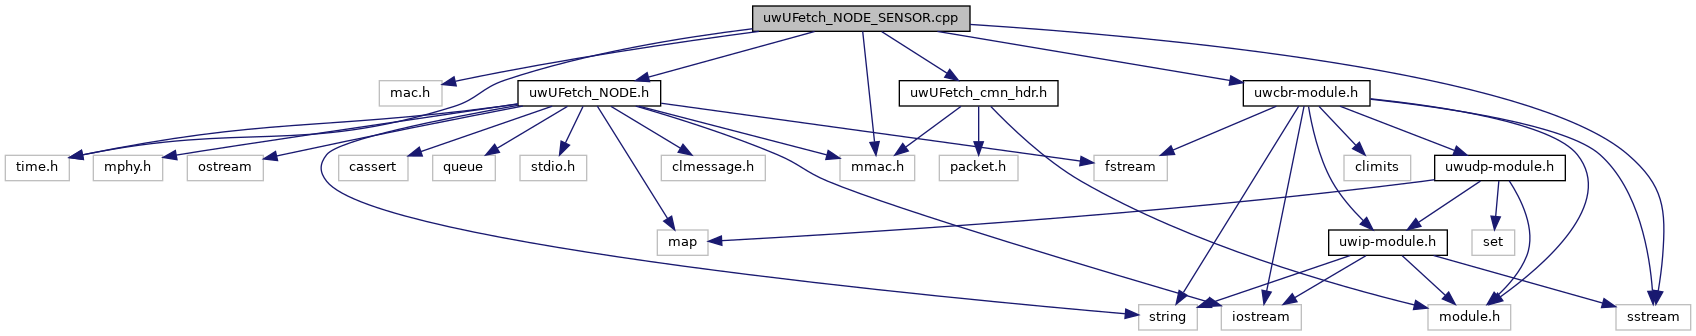 uwUFetch_NODE_SENSOR.cpp
mac.h
uwUFetch_NODE.h
uwUFetch_cmn_hdr.h
uwcbr-module.h
time.h
mphy.h
ostream
cassert
queue
stdio.h
clmessage.h
mmac.h
packet.h
fstream
climits
uwudp-module.h
map
uwip-module.h
set
string
iostream
module.h
sstream